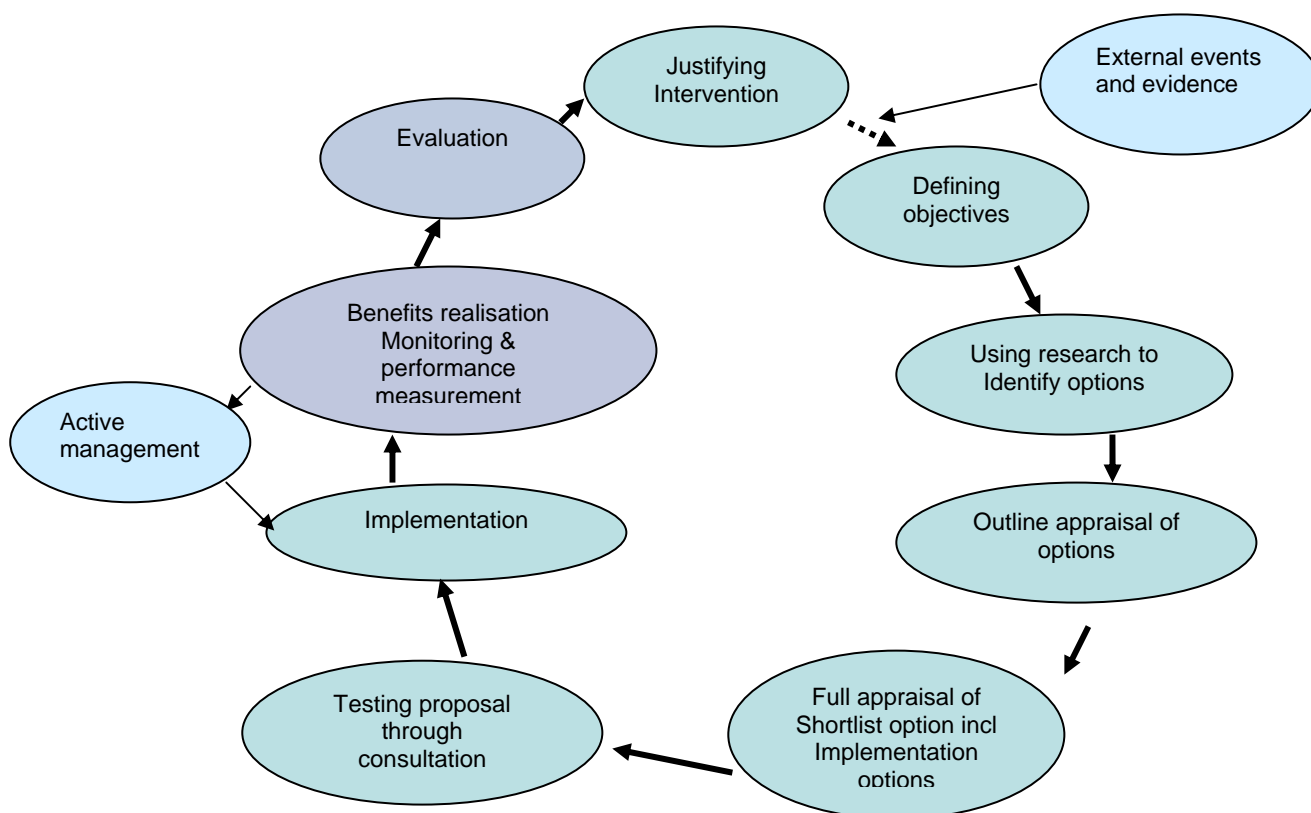 Justifying
Intervention
External events
and evidence
Evaluation
Defining
objectives
Benefits realisation
Monitoring &
performance
measurement
Using research to
Identify options
Active
management
Implementation
Outline appraisal of
options
Testing proposal
through
consultation
Full appraisal of
Shortlist option incl
Implementation
options